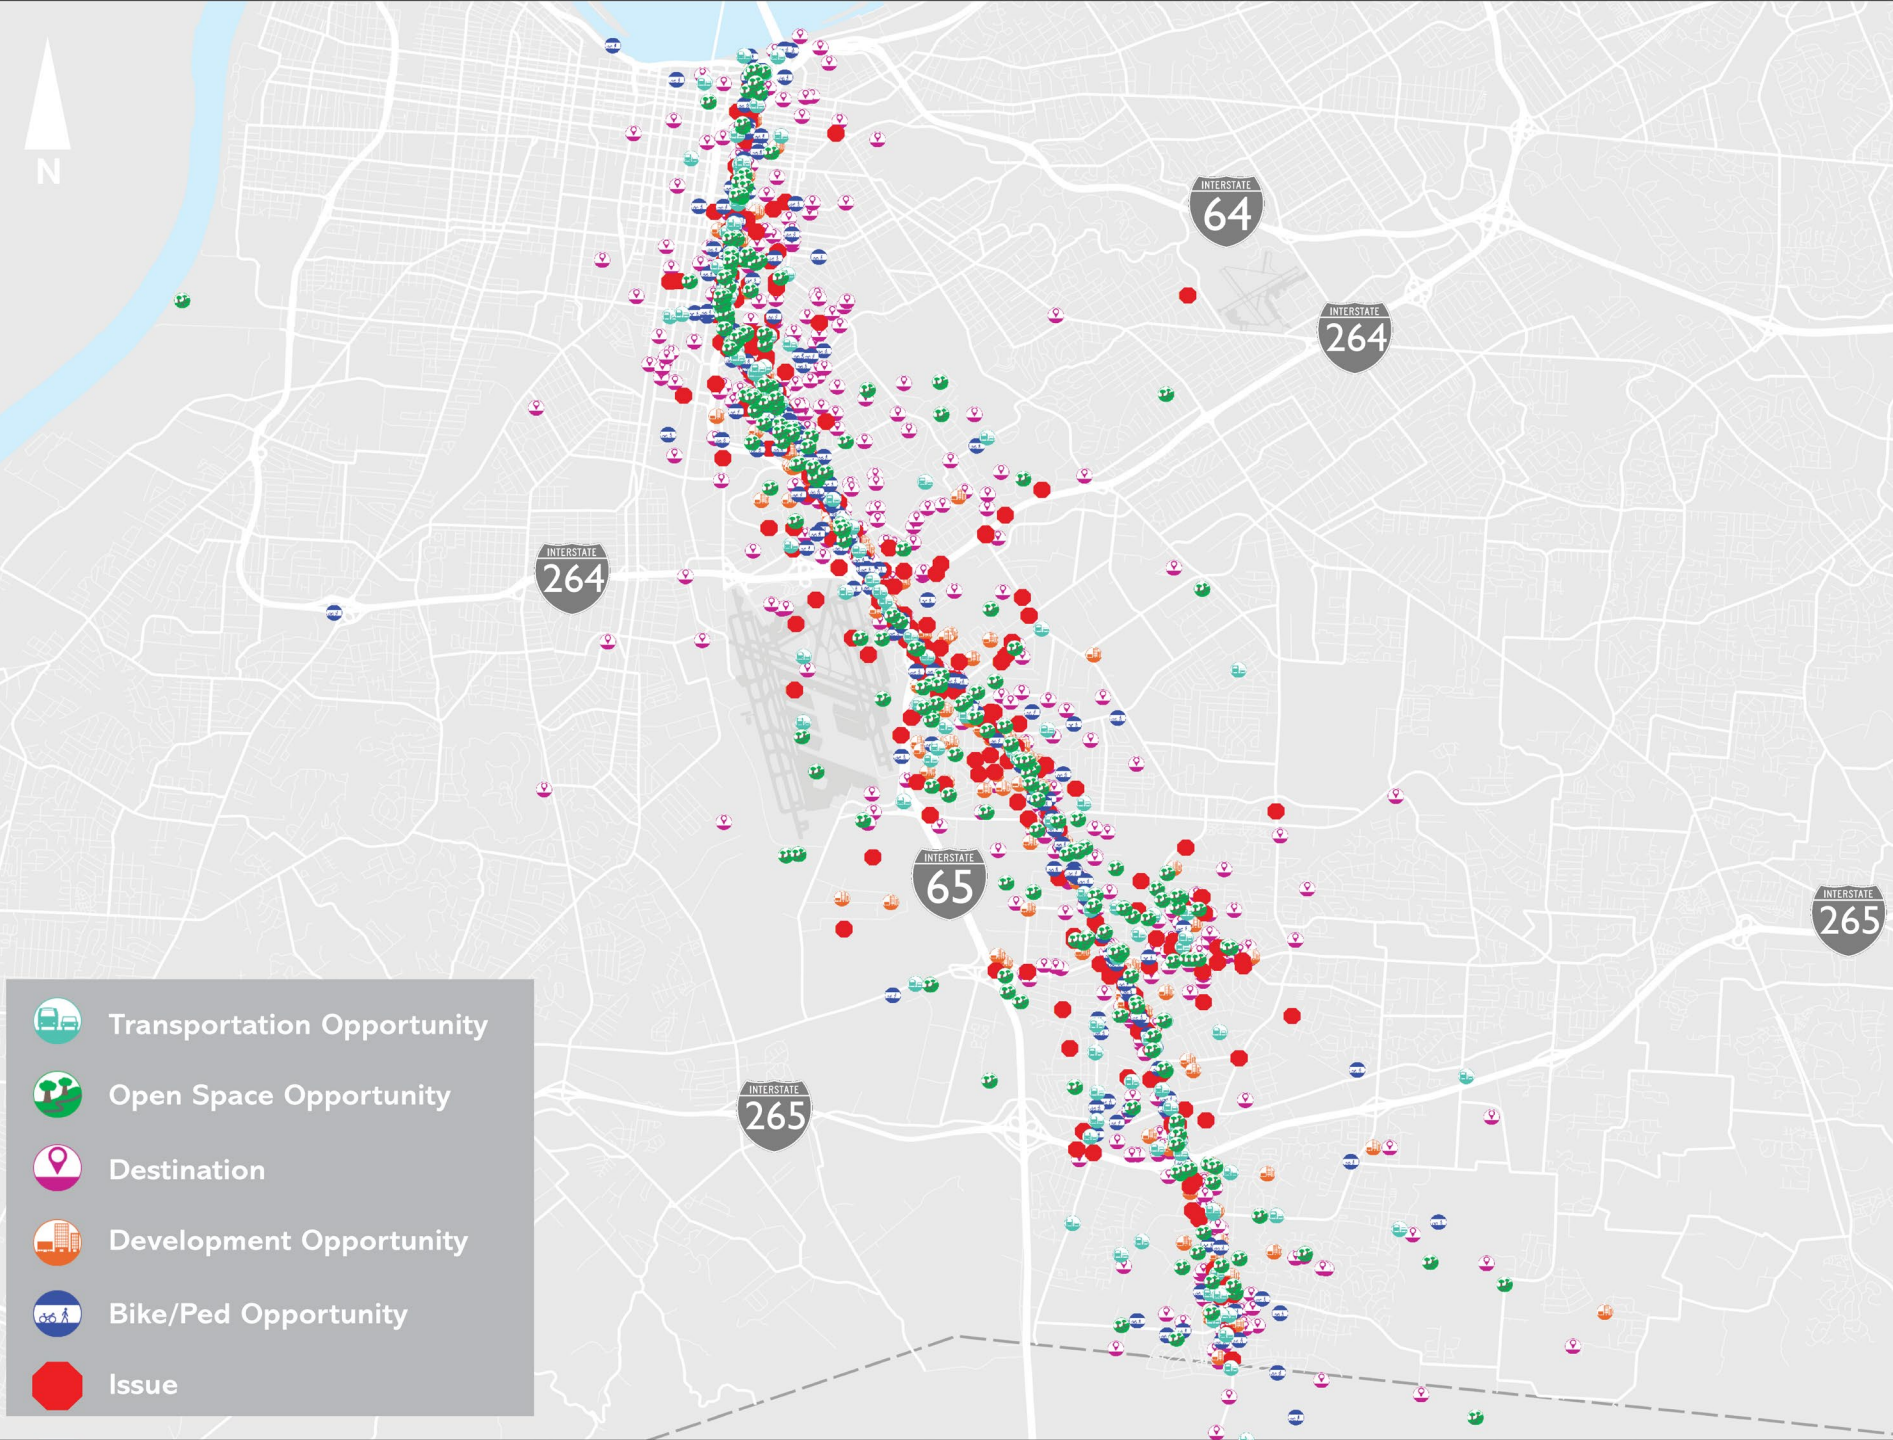 N
INTERSTATE
64
INTERSTATE
264
INTERSTATE
264
INTERSTATE
65
INTERSTATE
265
INTERSTATE
265
Transportation Opportunity
Open Space Opportunity
Destination
Development Opportunity
Bike/Ped Opportunity
Issue